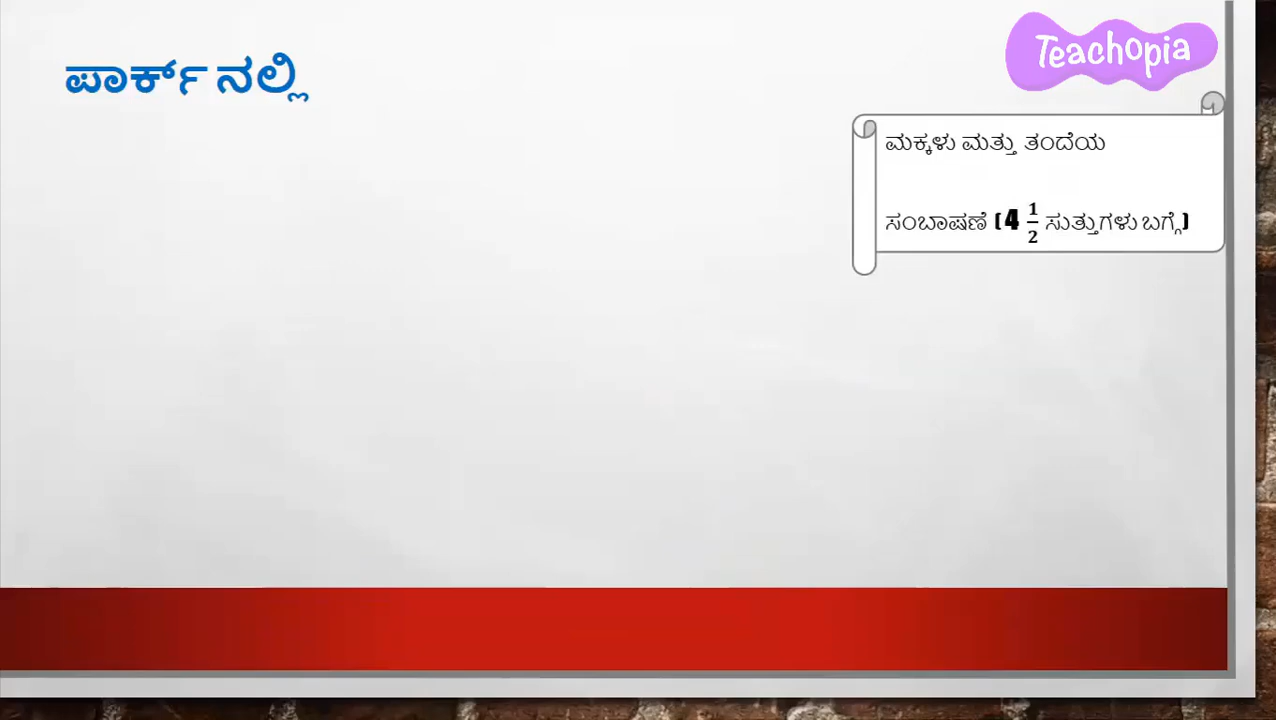 Teachopia
ಪಾರ್ಕ್ ನಲ್ಲಿ
ಮಕ್ಕಳು ಮತ್ತು ತಂದೆಯ
ಸಂಬಾಷಣೆ (4 1/2 ಸುತ್ತುಗಳು ಬಗ್ಗೆ)